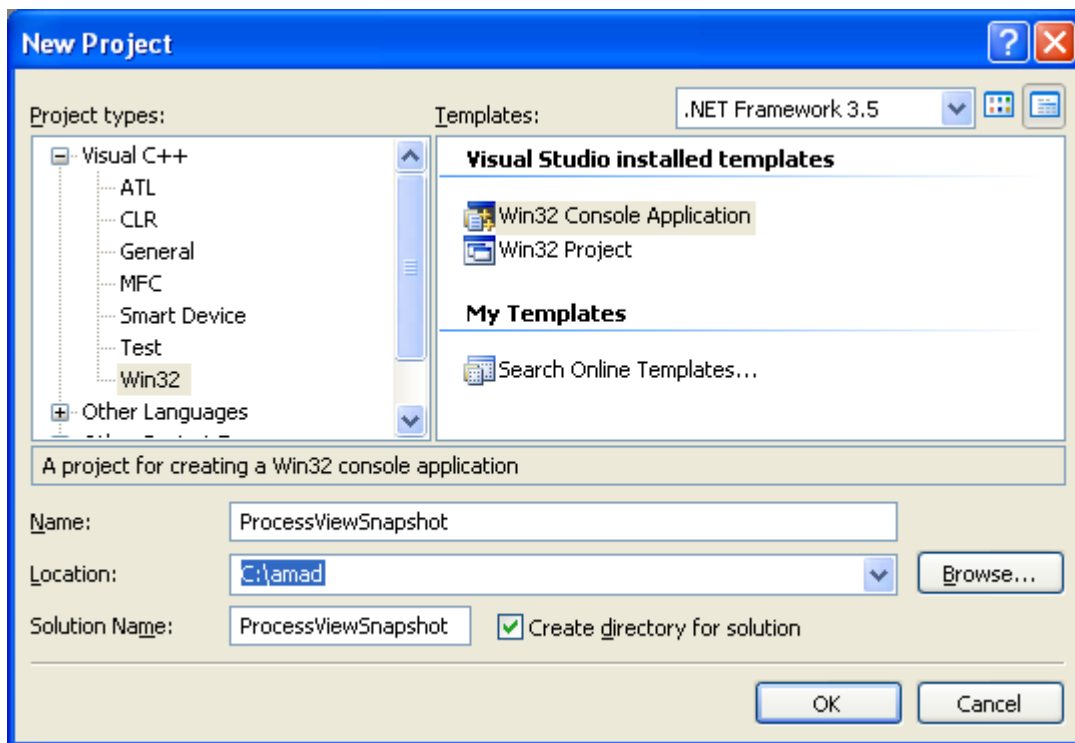 New Project
Project types:
Templates:
.NET Framework 3.5
Visual C++
ATL
CLR
General
MFC
Smart Device
Test
Win32
Other Languages
Visual Studio installed templates
Win32 Console Application
Win32 Project
My Templates
Search Online Templates...
A project for creating a Win32 console application
Name:
ProcessViewSnapshot
Location:
C:\amad
Browse...
Solution Name:
ProcessViewSnapshot
Create directory for solution
OK
Cancel